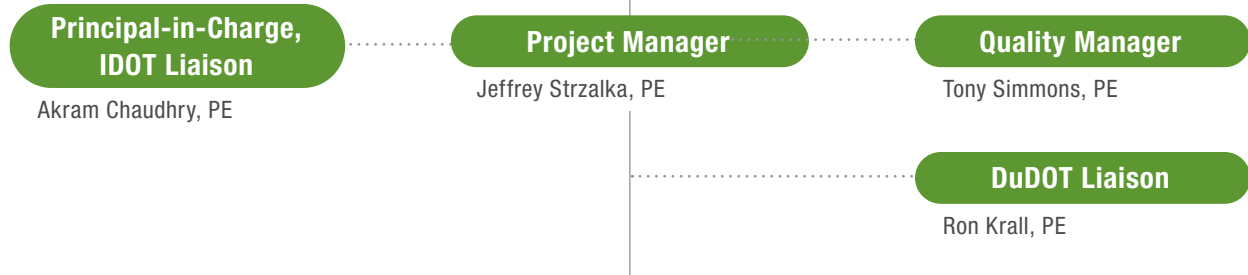 Principal-in-Charge,
IDOT Liaison
Akram Chaudhry, PE
Project Manager
Jeffrey Strzalka, PE
Quality Manager
Tony Simmons, PE
DuDOT Liaison
Ron Krall, PE